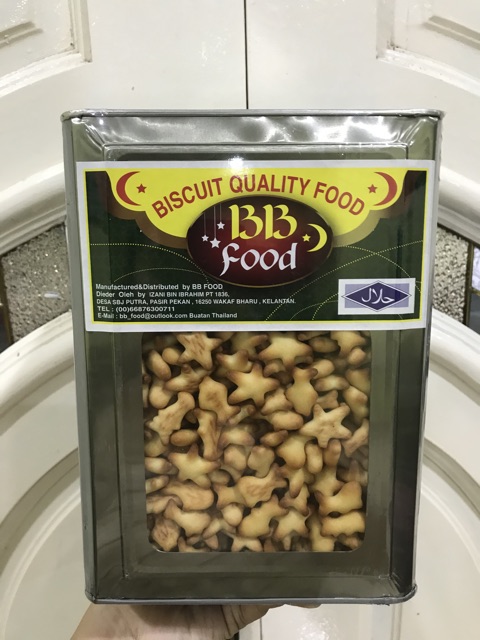 BISCUIT QUALITY FOOD
BB
Food
Manufactured&Distributed by BB FOOD
Dieder Oleh by IZANI BIN IBRAHIM PT 1836,
DESA SBJ PUTRA, PASIR PEKAN , 16250 WAKAF BHARU , KELANTAN.
TEL : (00)66876300711
E-Mail : bb_food@outlook.com Buatan Thailand
حلال